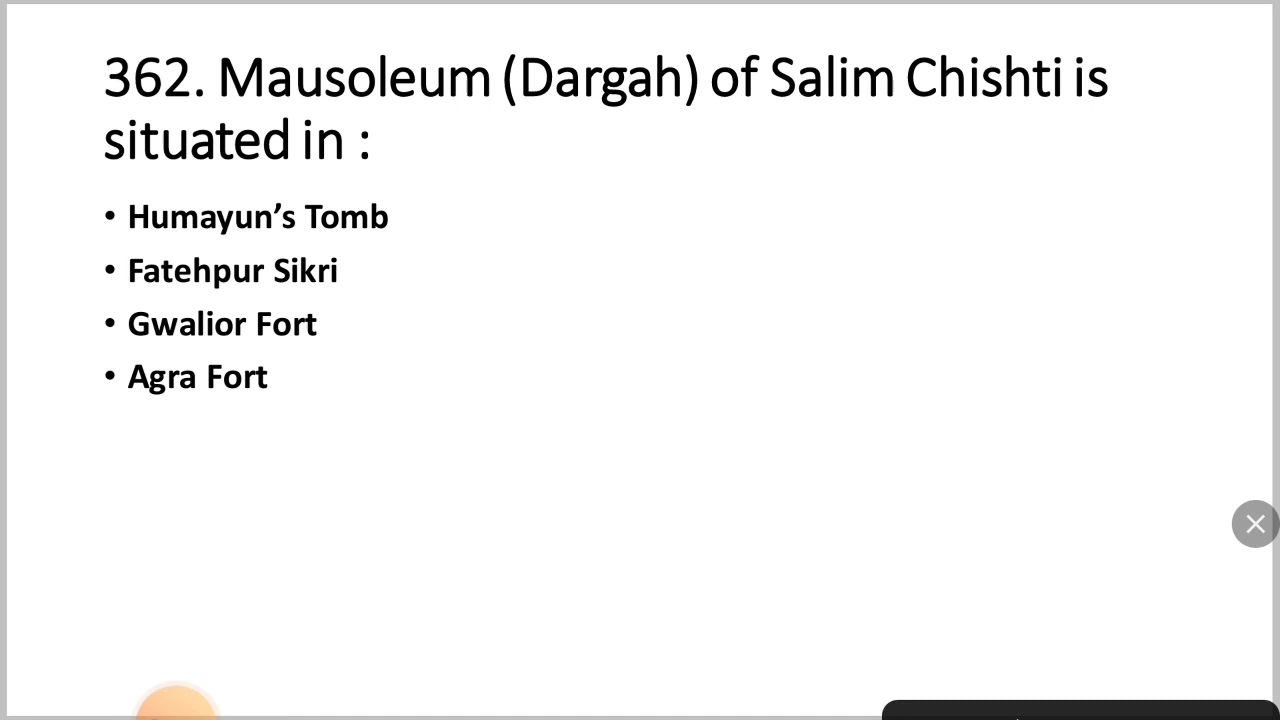 362. Mausoleum (Dargah) of Salim Chishti is
situated in :
• Humayun’s Tomb
• Fatehpur Sikri
• Gwalior Fort
• Agra Fort